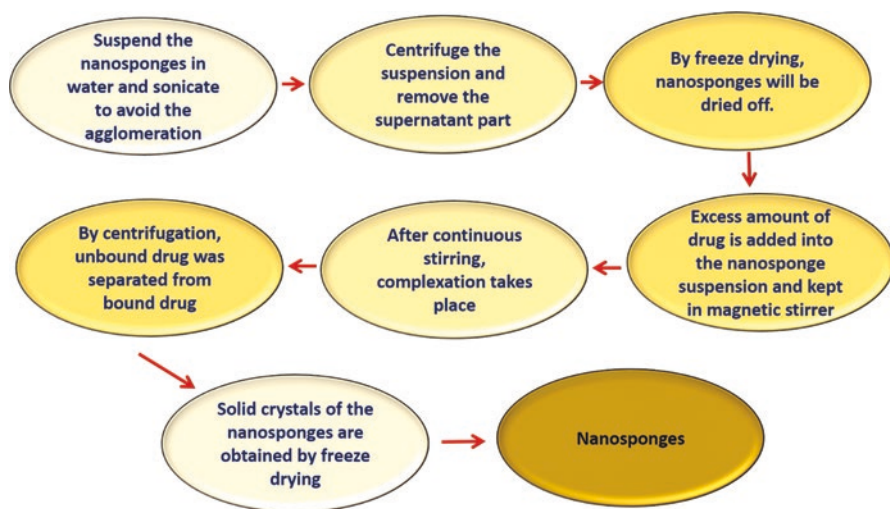 Suspend the
nanosponges in
water and sonicate
to avoid the
agglomeration
Centrifuge the
suspension and
remove the
supernatant part
By freeze drying,
nanosponges will be
dried off.
Excess amount of
drug is added into
the nanosponge
suspension and kept
in magnetic stirrer
After continuous
stirring,
complexation takes
place
By centrifugation,
unbound drug was
separated from
bound drug
Solid crystals of the
nanosponges are
obtained by freeze
drying
Nanosponges